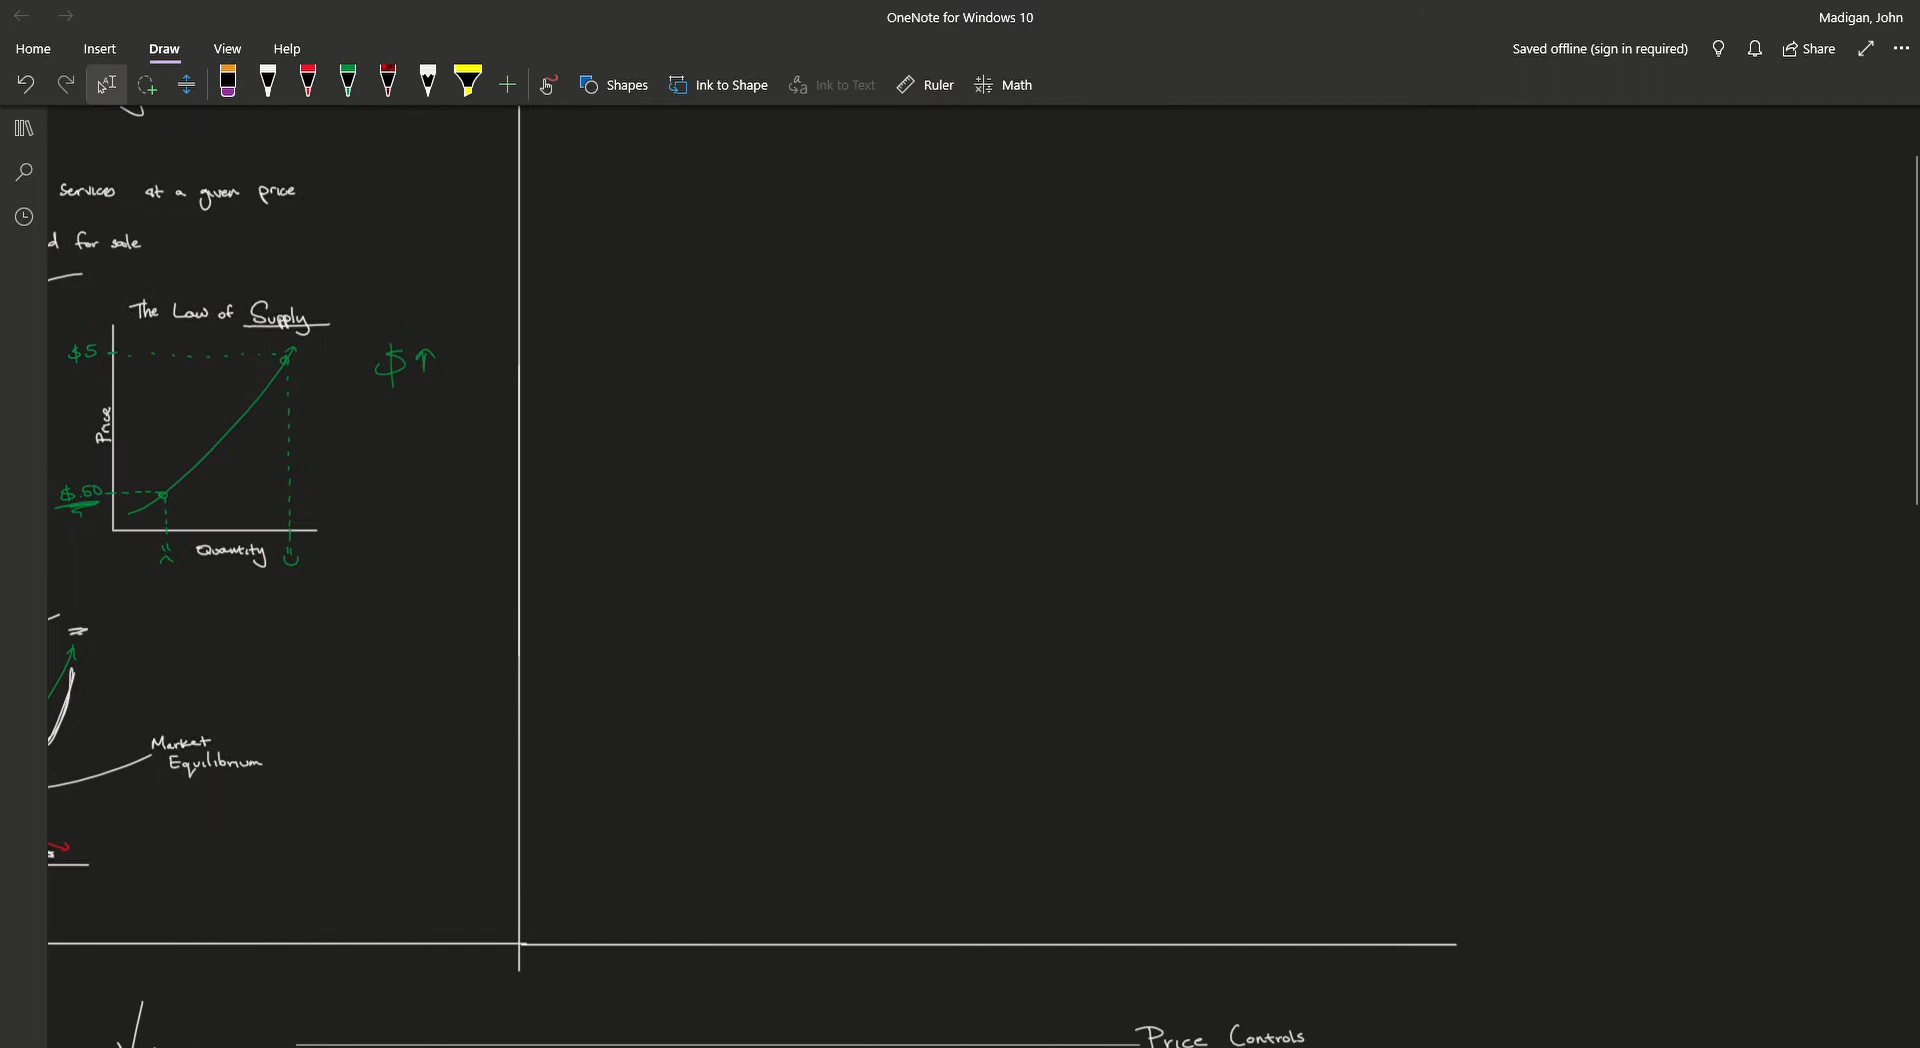 OneNote for Windows 10
Madigan, John
Home Insert Draw View Help
Saved offline (sign in required) Share
Shapes Ink to Shape Ink to Text Ruler Math
Services at a given price
d for sale
The Law of Supply
$5
$↑
Price
$.50
Quantity
Market
Equilibrium
Price Controls